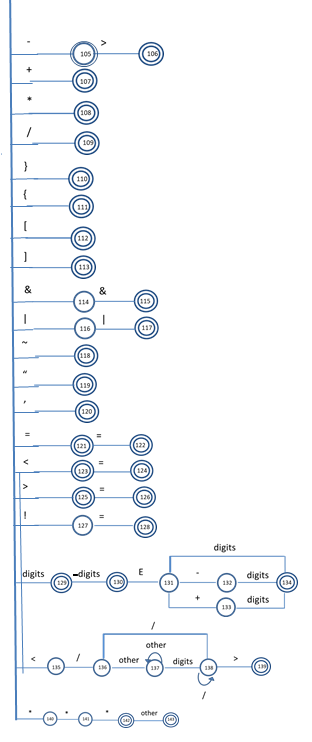 - 105 > 106
+ 107
* 108
/ 109
} 110
{ 111
[ 112
] 113
& 114 & 115
| 116 | 117
~ 118
" 119
, 120
= 121 = 122
< 123 = 124
> 125 = 126
! 127 = 128
digits
digits 129 digits 130 E 131 - 132 digits 134
+ 133 digits
/
other
< 135 / 136 other 137 digits 138 > 139
/
* 140 * 141 * 142 other 143